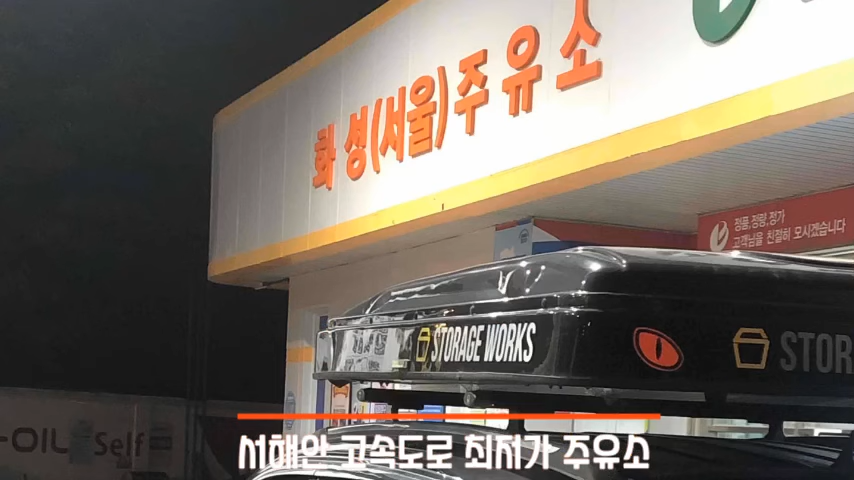 화성(서울)주유소
정품,정량,정가
고객님을 친절히 모시겠습니다
STORAGE WORKS
STOR
-OIL Self
서해안 고속도로 최저가 주유소